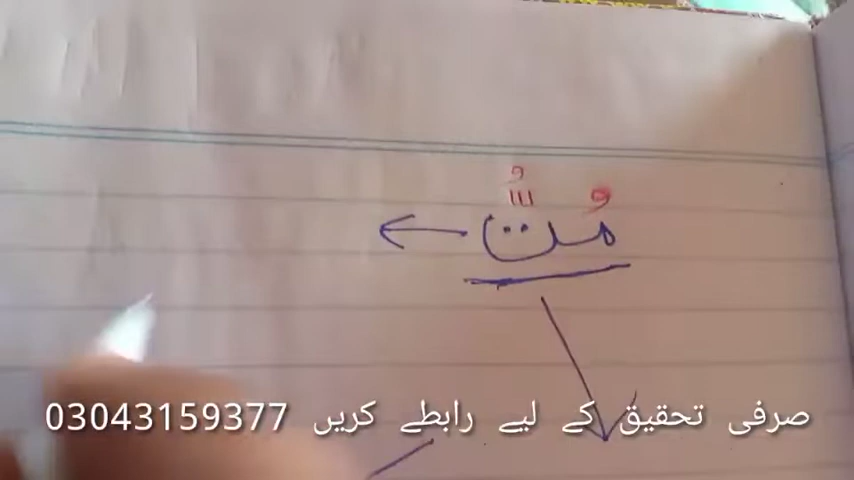 مُتُّ
صرفی تحقیق کے لیے رابطے کریں 03043159377